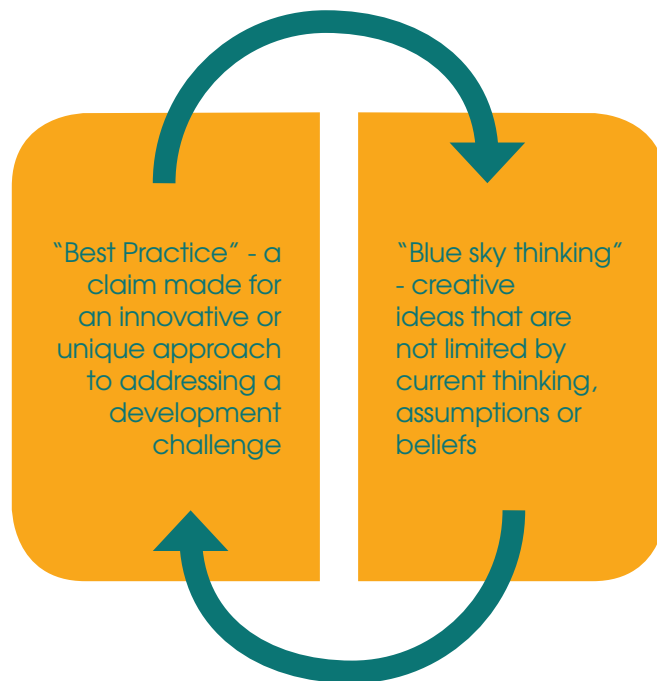 “Best Practice” - a
claim made for
an innovative or
unique approach
to addressing a
development
challenge
“Blue sky thinking”
- creative
ideas that are
not limited by
current thinking,
assumptions or
beliefs